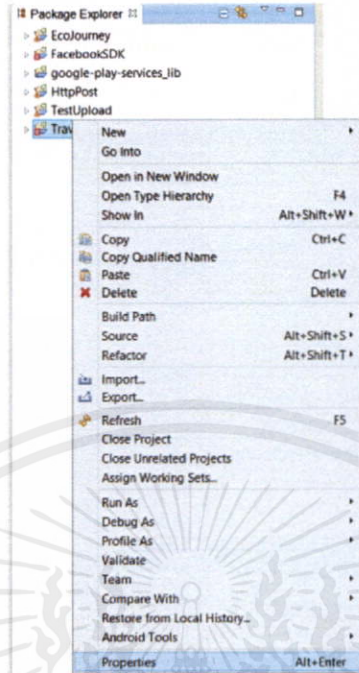 Package Explorer
EcoJourney
FacebookSDK
google-play-services_lib
HttpPost
TestUpload
Trav
New
Go Into
Open in New Window
Open Type Hierarchy F4
Show In Alt+Shift+W
Copy Ctrl+C
Copy Qualified Name
Paste Ctrl+V
Delete Delete
Build Path
Source Alt+Shift+S
Refactor Alt+Shift+T
Import...
Export...
Refresh F5
Close Project
Close Unrelated Projects
Assign Working Sets...
Run As
Debug As
Profile As
Validate
Team
Compare With
Restore from Local History...
Android Tools
Properties Alt+Enter